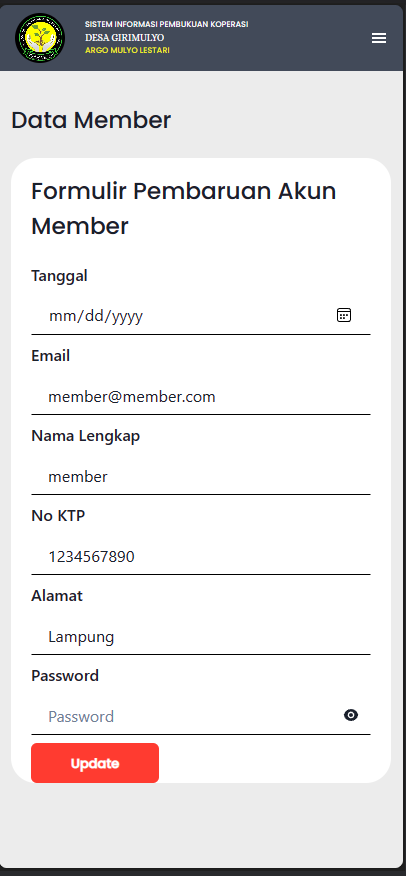 SISTEM INFORMASI PEMBUKUAN KOPERASI
DESA GIRIMULYO
ARGO MULYO LESTARI
Data Member
Formulir Pembaruan Akun
Member
Tanggal
mm/dd/yyyy
Email
member@member.com
Nama Lengkap
member
No KTP
1234567890
Alamat
Lampung
Password
Password
Update